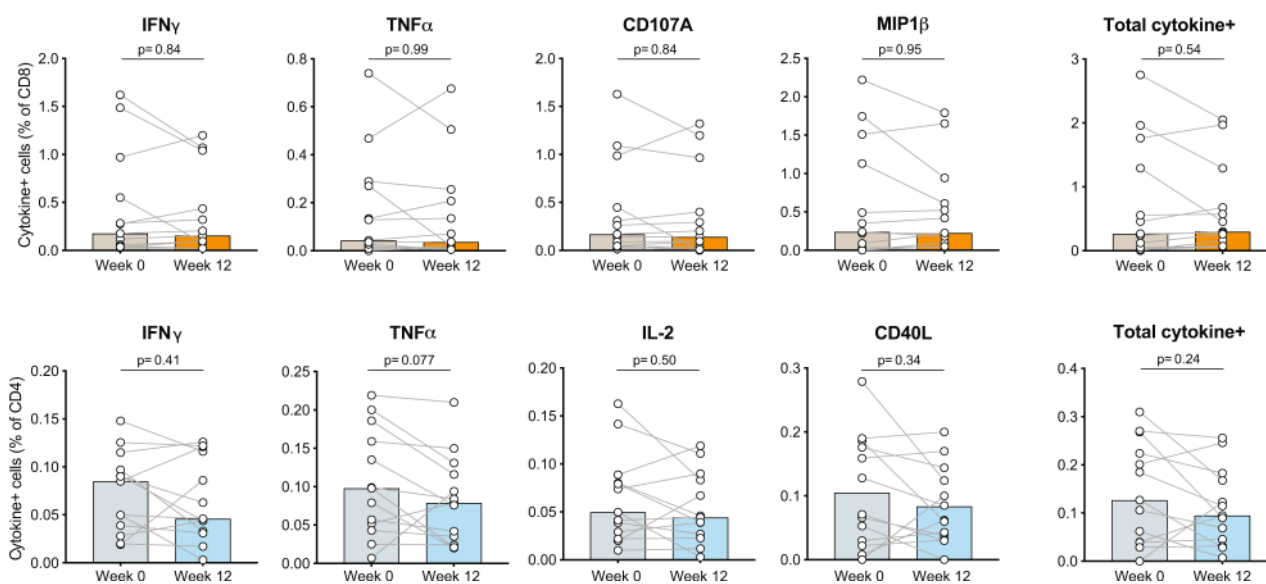 IFNγ TNFα CD107A MIP1β Total cytokine+
p= 0.84 p= 0.99 p= 0.84 p= 0.95 p= 0.54
Cytokine+ cells (% of CD8)
2.0 0.8 2.0 2.5 3
1.5 0.6 1.5 2.0 2
1.0 0.4 1.0 1.5 1
0.5 0.2 0.5 1.0 0
0.0 0.0 0.0 0.5
0.0
Week 0 Week 12 Week 0 Week 12 Week 0 Week 12 Week 0 Week 12 Week 0 Week 12
IFNγ TNFα IL-2 CD40L Total cytokine+
p= 0.41 p= 0.077 p= 0.50 p= 0.34 p= 0.24
Cytokine+ cells (% of CD4)
0.20 0.25 0.20 0.3 0.4
0.15 0.20 0.15 0.2 0.3
0.10 0.15 0.10 0.1 0.2
0.05 0.10 0.05 0.0 0.1
0.00 0.05 0.00 0.0
0.00
Week 0 Week 12 Week 0 Week 12 Week 0 Week 12 Week 0 Week 12 Week 0 Week 12